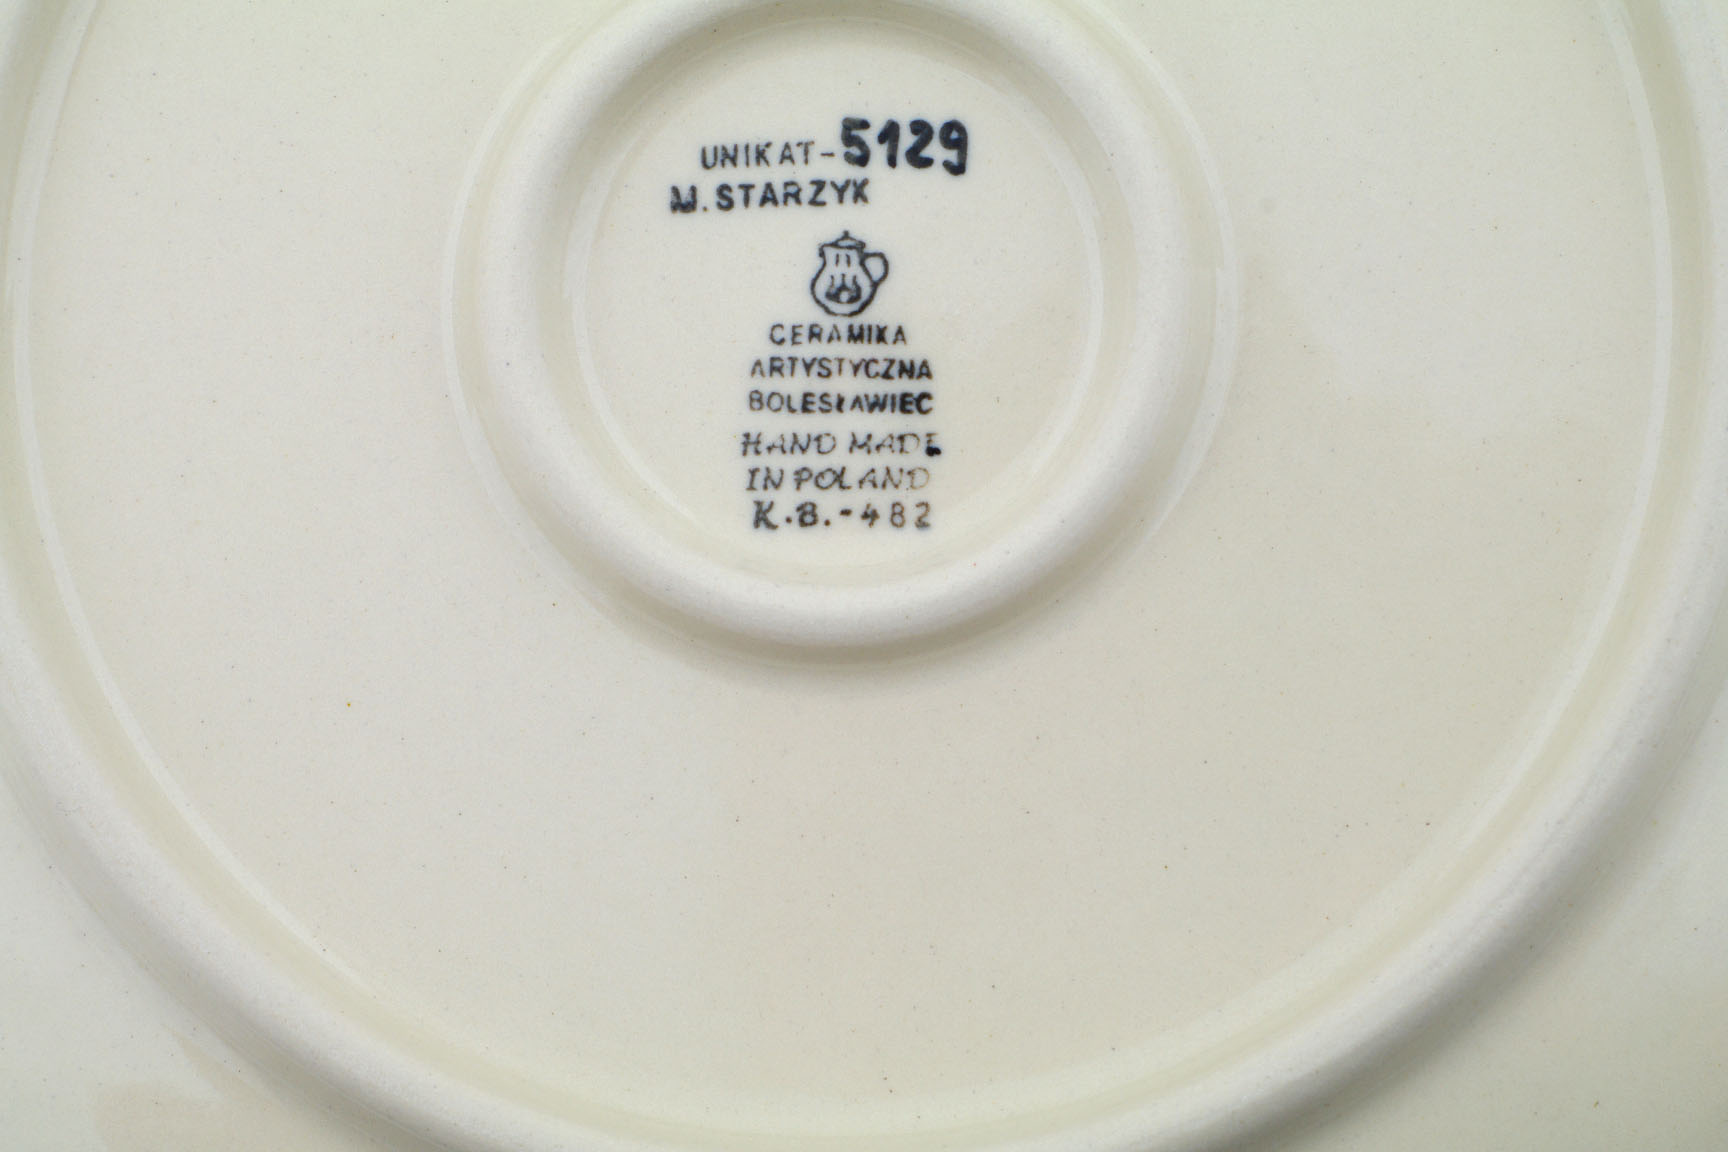 UNIKAT-5129
M. STARZYK
CERAMIKA
ARTYSTYCZNA
BOLESŁAWIEC
HAND MADE
IN POLAND
K.B.-482